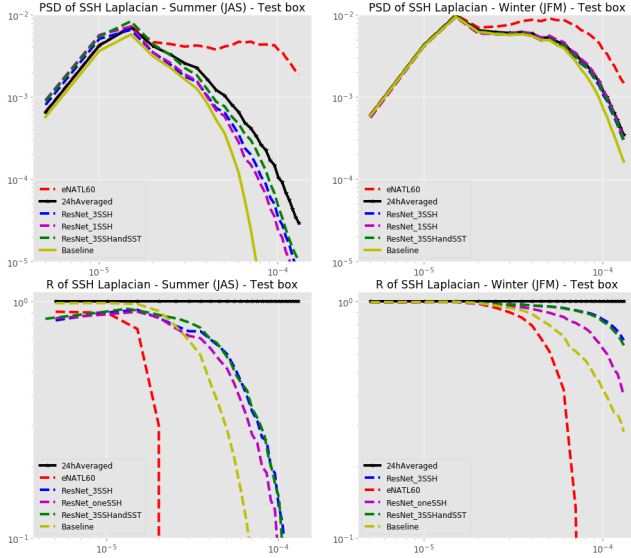 PSD of SSH Laplacian - Summer (JAS) - Test box
10⁻²
10⁻³
10⁻⁴
10⁻⁵
eNATL60
24hAveraged
ResNet_3SSH
ResNet_1SSH
ResNet_3SSHandSST
Baseline
10⁻⁵
10⁻⁴
PSD of SSH Laplacian - Winter (JFM) - Test box
10⁻²
10⁻³
10⁻⁴
10⁻⁵
eNATL60
24hAveraged
ResNet_3SSH
ResNet_1SSH
ResNet_3SSHandSST
Baseline
10⁻⁵
10⁻⁴
R of SSH Laplacian - Summer (JAS) - Test box
10⁰
10⁻¹
24hAveraged
eNATL60
ResNet_3SSH
ResNet_oneSSH
ResNet_3SSHandSST
Baseline
10⁻⁵
10⁻⁴
R of SSH Laplacian - Winter (JFM) - Test box
10⁰
10⁻¹
24hAveraged
ResNet_3SSH
eNATL60
ResNet_oneSSH
ResNet_3SSHandSST
Baseline
10⁻⁵
10⁻⁴